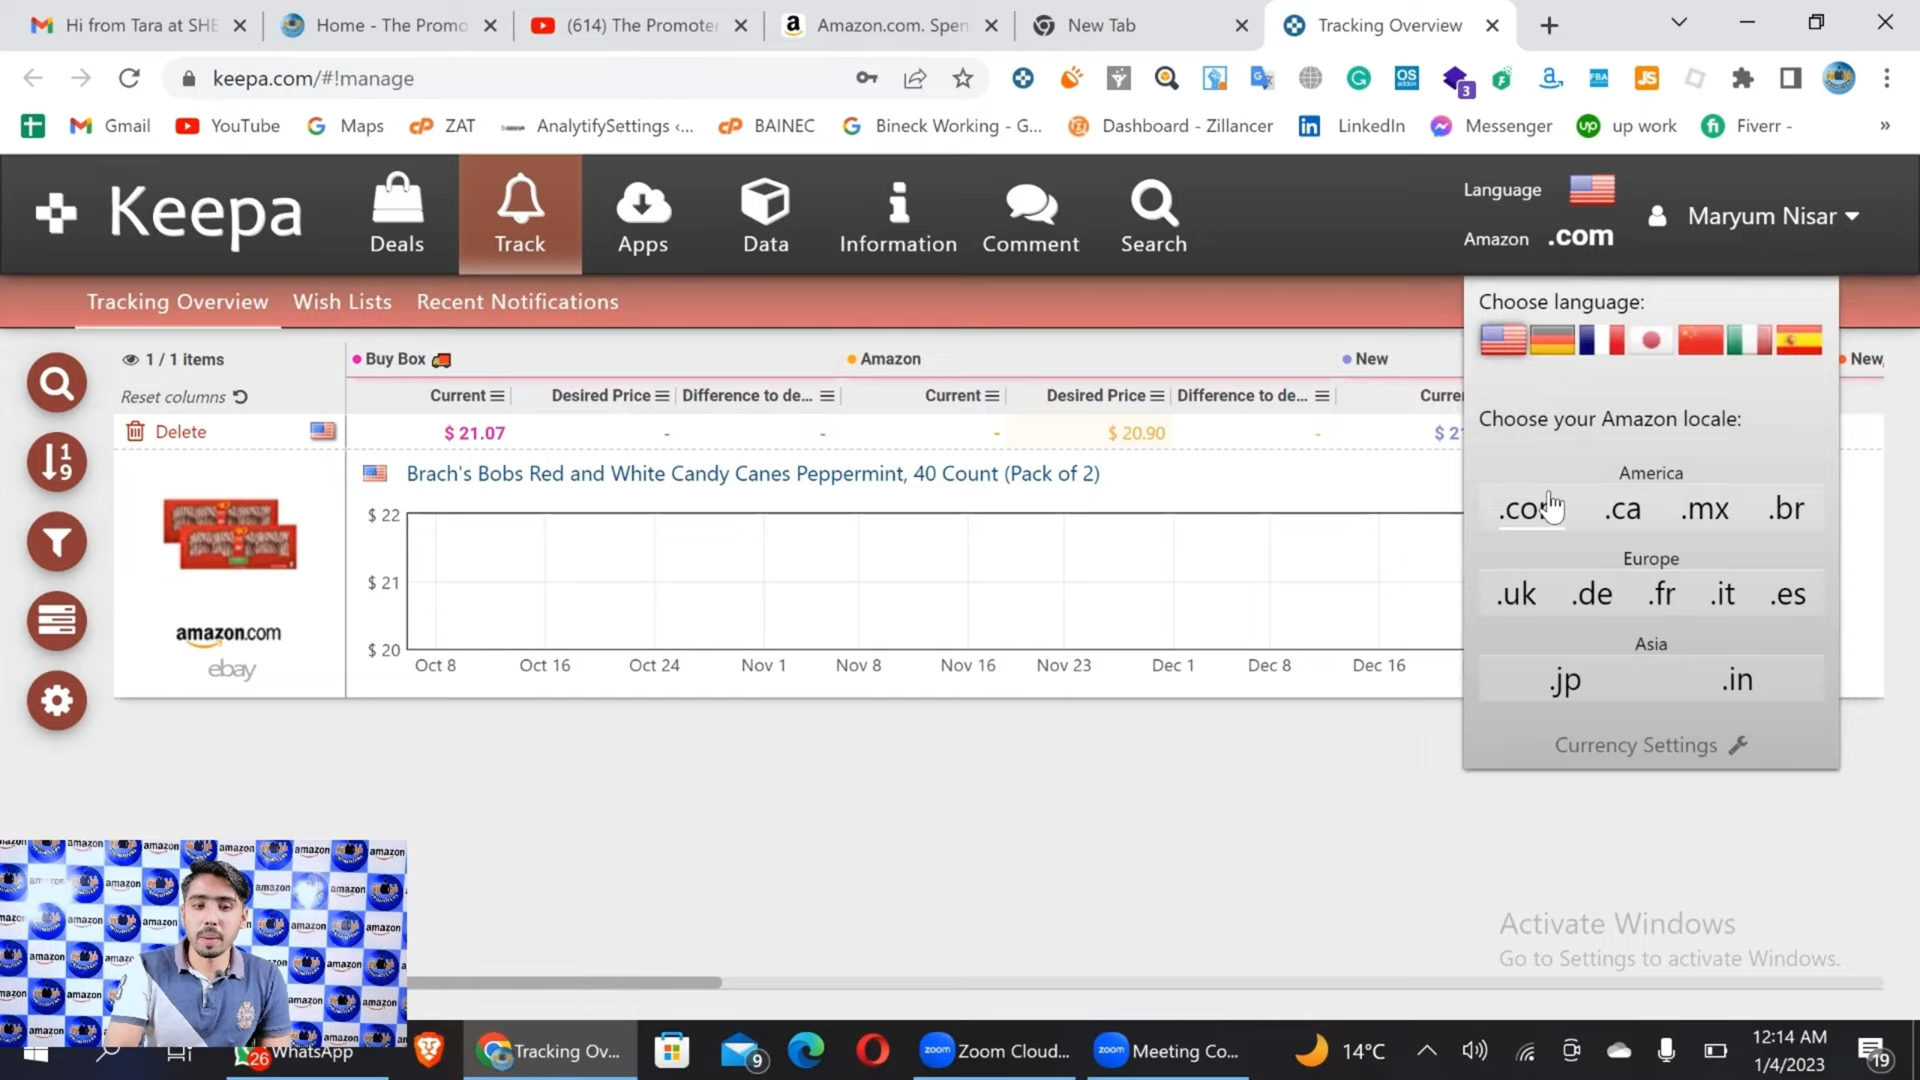 Hi from Tara at SHE
Home - The Promo
(614) The Promoter
Amazon.com. Spen
New Tab
Tracking Overview
keepa.com/#!manage
Gmail
YouTube
Maps
ZAT
AnalytifySettings ‹...
BAINEC
Bineck Working - G...
Dashboard - Zillancer
LinkedIn
Messenger
up work
Fiverr -
Keepa
Deals
Track
Apps
Data
Information
Comment
Search
Language
Amazon .com
Maryum Nisar
Tracking Overview
Wish Lists
Recent Notifications
Choose language:
1 / 1 items
Buy Box
Amazon
New
New,
Reset columns
Current
Desired Price
Difference to de...
Current
Desired Price
Difference to de...
Curre
Delete
$ 21.07
-
-
-
$ 20.90
-
$ 21
Choose your Amazon locale:
Brach's Bobs Red and White Candy Canes Peppermint, 40 Count (Pack of 2)
America
.com .ca .mx .br
Europe
.uk .de .fr .it .es
Asia
.jp .in
Currency Settings
$ 22
$ 21
$ 20
Oct 8
Oct 16
Oct 24
Nov 1
Nov 8
Nov 16
Nov 23
Dec 1
Dec 8
Dec 16
amazon.com
ebay
Activate Windows
Go to Settings to activate Windows.
26
WhatsApp
Tracking Ov...
9
zoom
Zoom Cloud...
zoom
Meeting Co...
14°C
12:14 AM
1/4/2023
19